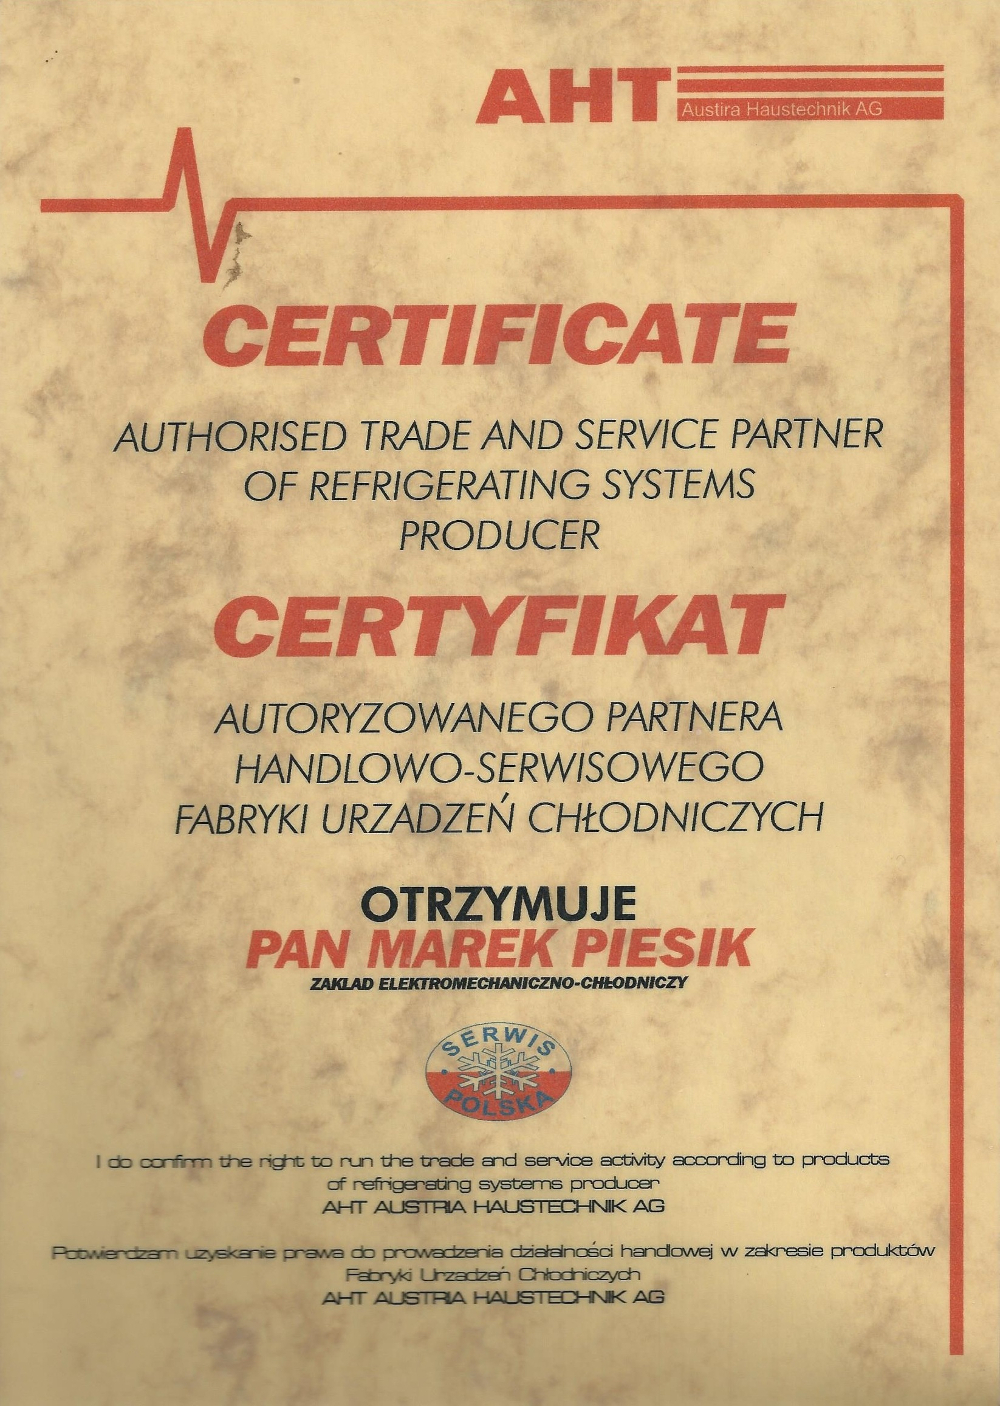 AHT
Austira Haustechnik AG
CERTIFICATE
AUTHORISED TRADE AND SERVICE PARTNER
OF REFRIGERATING SYSTEMS
PRODUCER
CERTYFIKAT
AUTORYZOWANEGO PARTNERA
HANDLOWO-SERWISOWEGO
FABRYKI URZADZEŃ CHŁODNICZYCH
OTRZYMUJE
PAN MAREK PIESIK
ZAKLAD ELEKTROMECHANICZNO-CHŁODNICZY
SERWIS
POLSKA
I do confirm the right to run the trade and service activity according to products
of refrigerating systems producer
AHT AUSTRIA HAUSTECHNIK AG
Potwierdzam uzyskanie prawa do prowadzenia działalności handlowej w zakresie produktów
Fabryki Urzadzeń Chłodniczych
AHT AUSTRIA HAUSTECHNIK AG